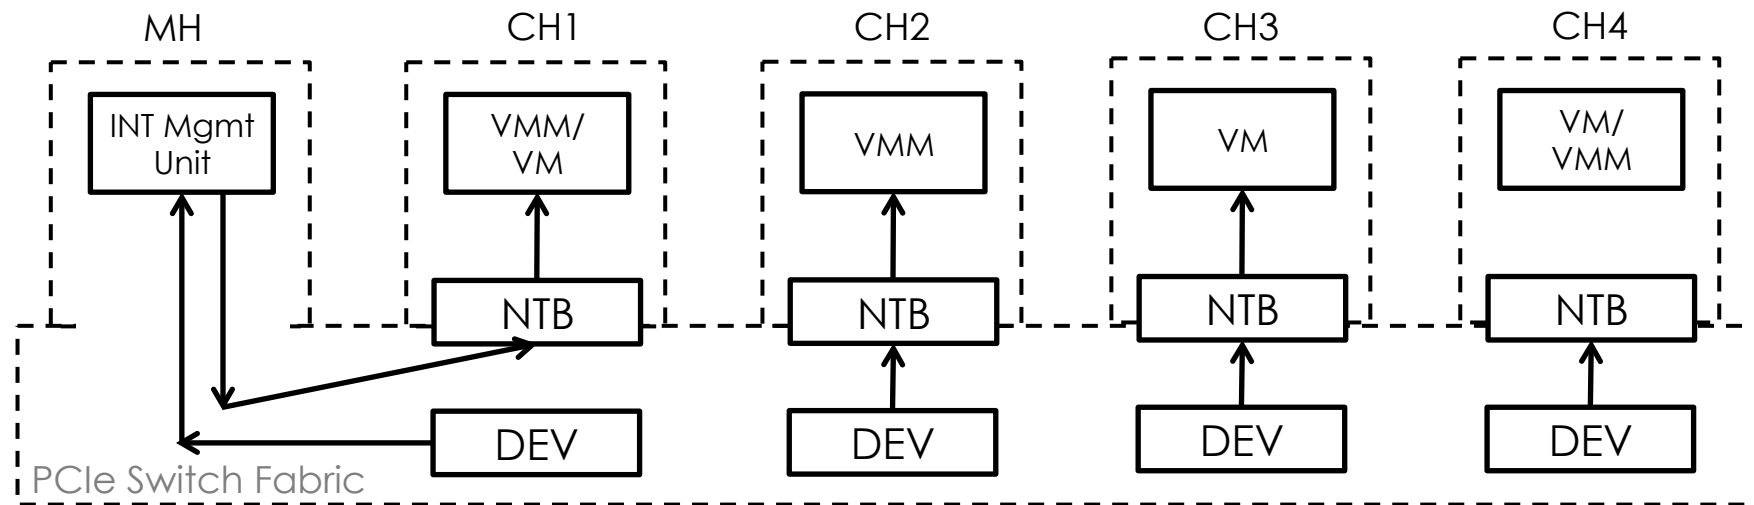 MH
CH1
CH2
CH3
CH4
INT Mgmt
Unit
VMM/
VM
VMM
VM
VM/
VMM
NTB
NTB
NTB
NTB
DEV
DEV
DEV
DEV
PCIe Switch Fabric